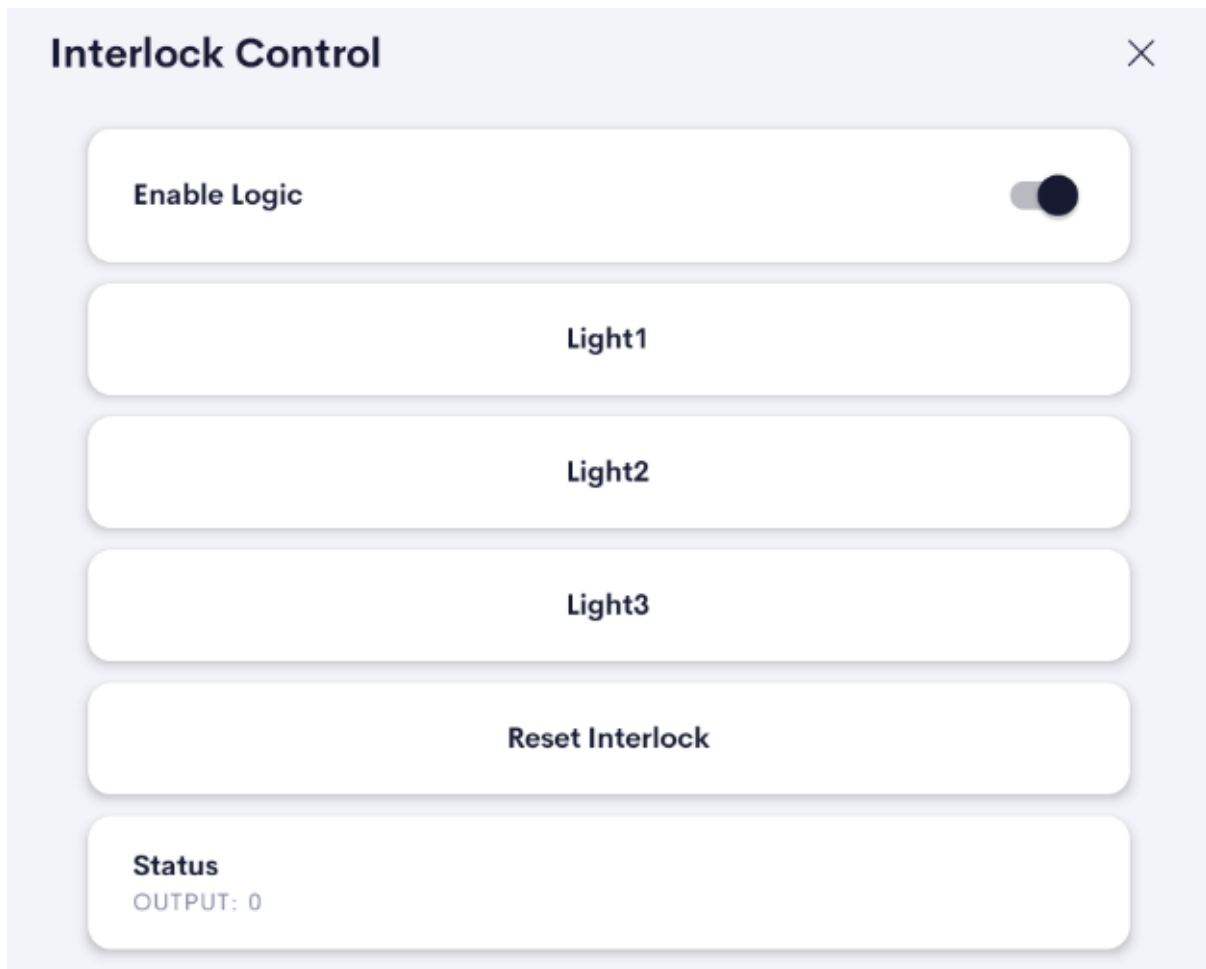 Interlock Control
Enable Logic
Light1
Light2
Light3
Reset Interlock
Status
OUTPUT: 0